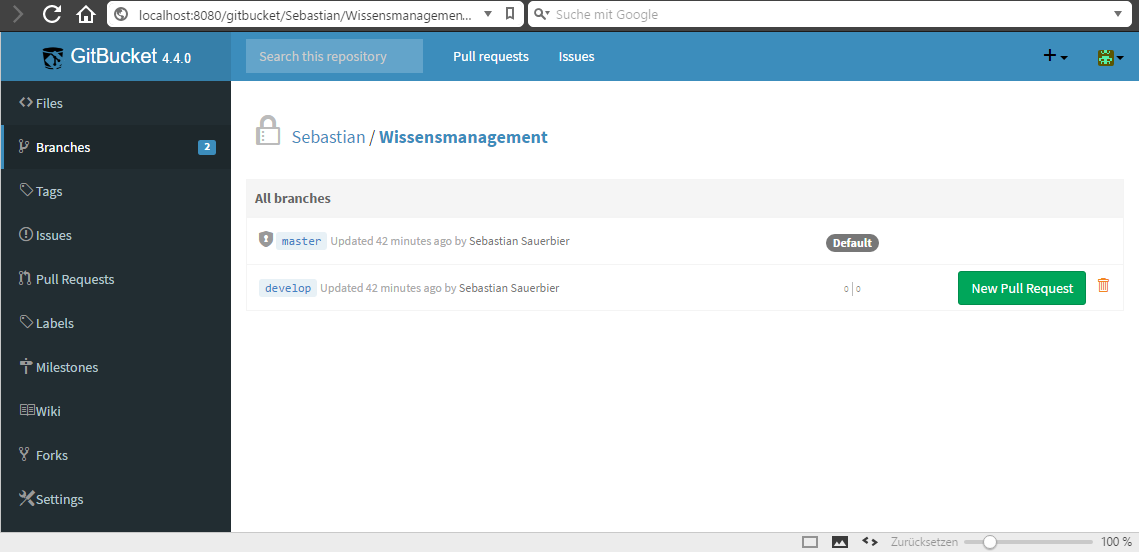 localhost:8080/gitbucket/Sebastian/Wissensmanagemen...
Suche mit Google
GitBucket 4.4.0
Search this repository
Pull requests
Issues
Files
Branches 2
Tags
Issues
Pull Requests
Labels
Milestones
Wiki
Forks
Settings
Sebastian / Wissensmanagement
All branches
master Updated 42 minutes ago by Sebastian Sauerbier Default
develop Updated 42 minutes ago by Sebastian Sauerbier 0 | 0 New Pull Request
Zurücksetzen 100 %